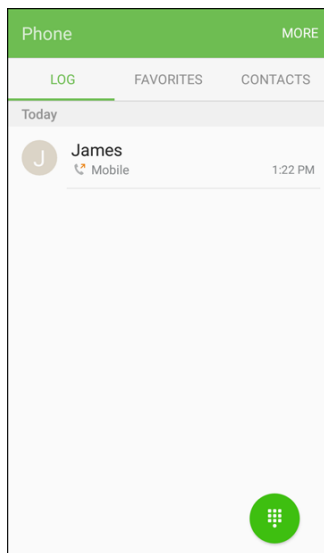 Phone MORE
LOG FAVORITES CONTACTS
Today
J James
Mobile 1:22 PM